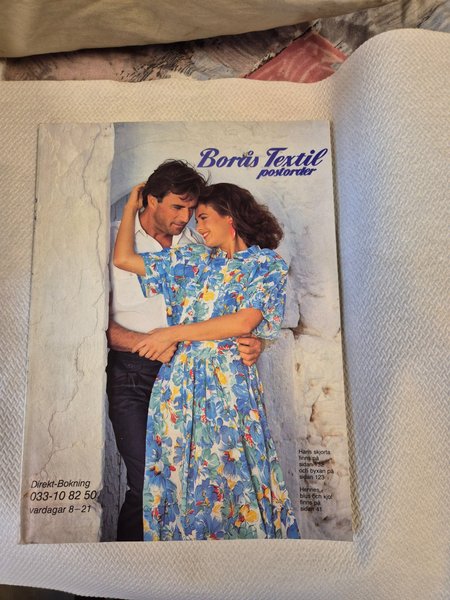 Borås Textil
postorder
Hans skjorta
finns på
sidan 132
och byxan på
sidan 123
Hennes
blus och kjol
finns på
sidan 41
Direkt-Bokning
033-10 82 50
vardagar 8-21